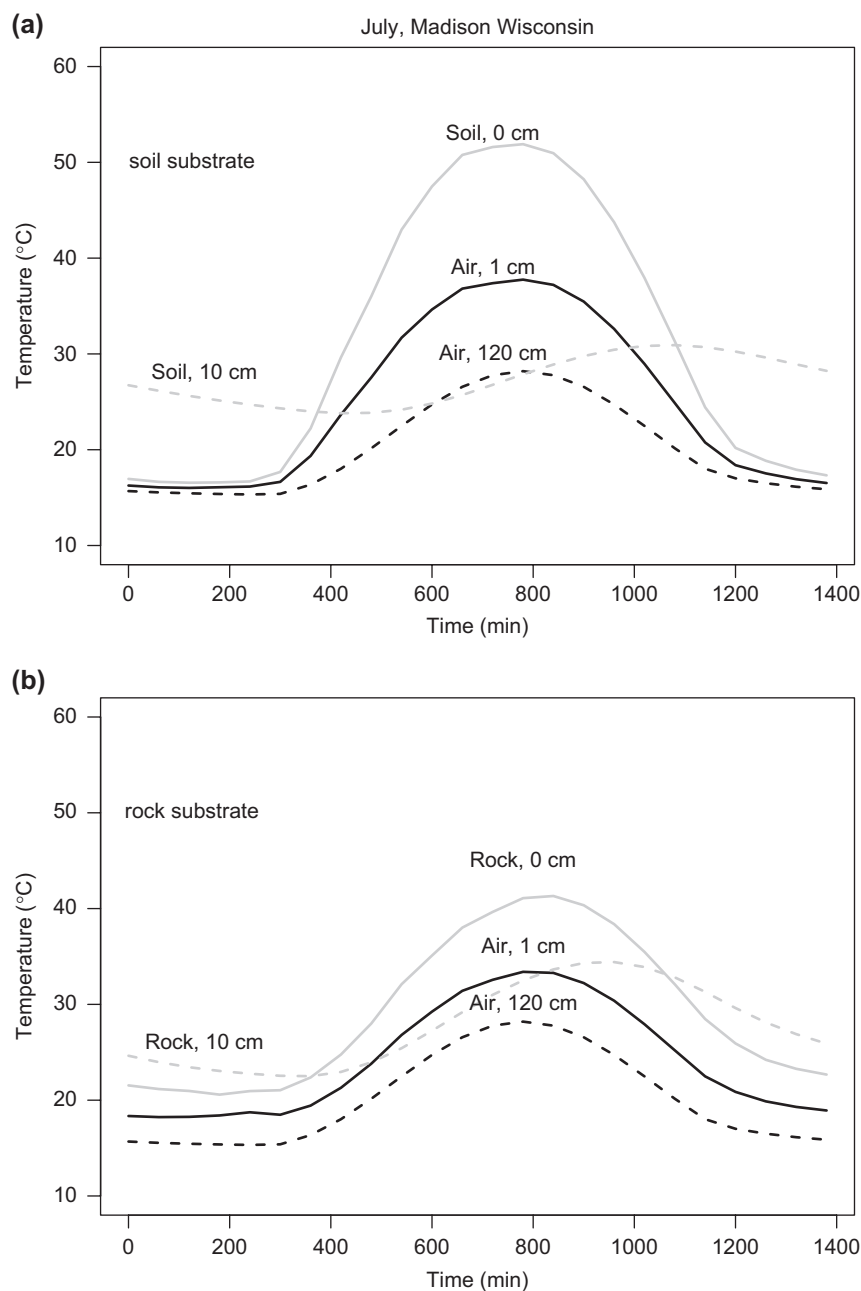 (a)
July, Madison Wisconsin
60
50
40
30
20
10
Temperature (°C)
soil substrate
Soil, 0 cm
Air, 1 cm
Air, 120 cm
Soil, 10 cm
0 200 400 600 800 1000 1200 1400
Time (min)
(b)
60
50
40
30
20
10
Temperature (°C)
rock substrate
Rock, 0 cm
Air, 1 cm
Air, 120 cm
Rock, 10 cm
0 200 400 600 800 1000 1200 1400
Time (min)